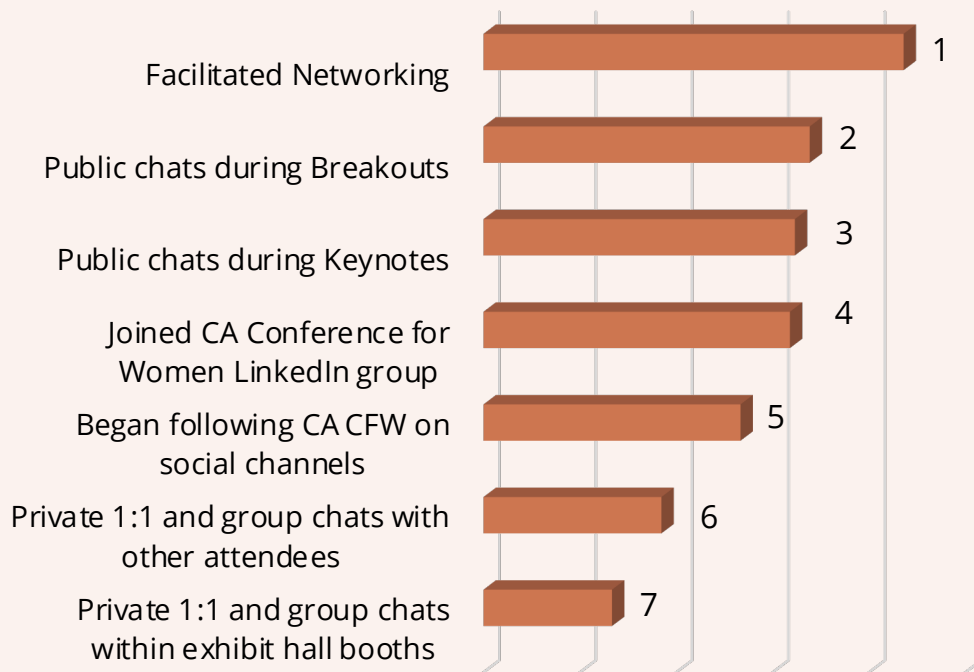 Facilitated Networking 1
Public chats during Breakouts 2
Public chats during Keynotes 3
Joined CA Conference for
Women LinkedIn group 4
Began following CA CFW on
social channels 5
Private 1:1 and group chats with
other attendees 6
Private 1:1 and group chats
within exhibit hall booths 7